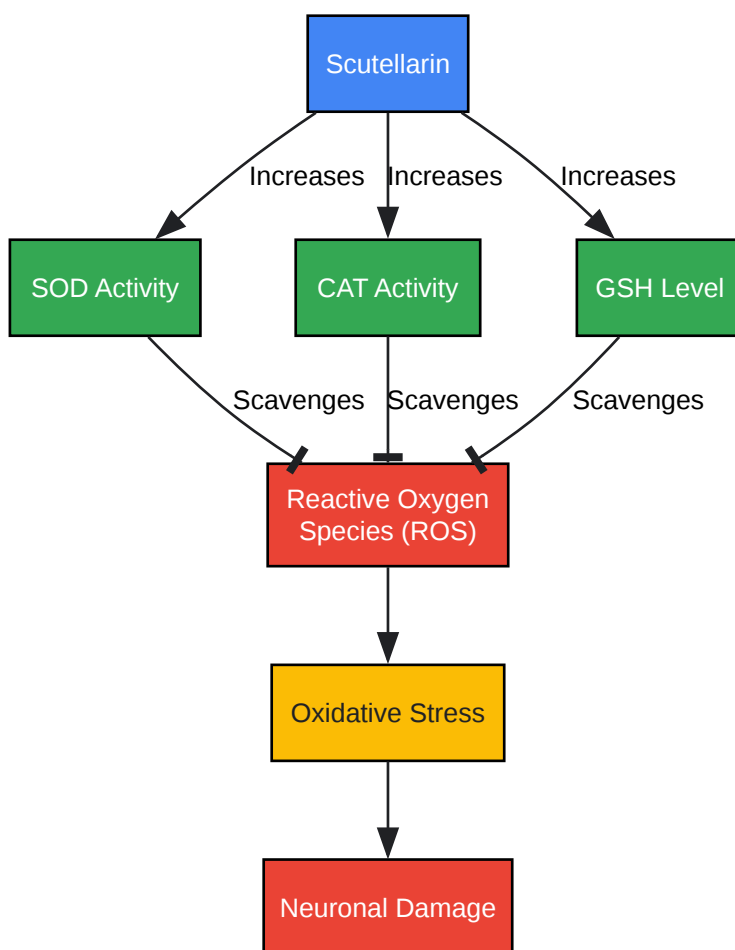 Scutellarin
Increases
Increases
Increases
SOD Activity
CAT Activity
GSH Level
Scavenges
Scavenges
Scavenges
Reactive Oxygen
Species (ROS)
Oxidative Stress
Neuronal Damage